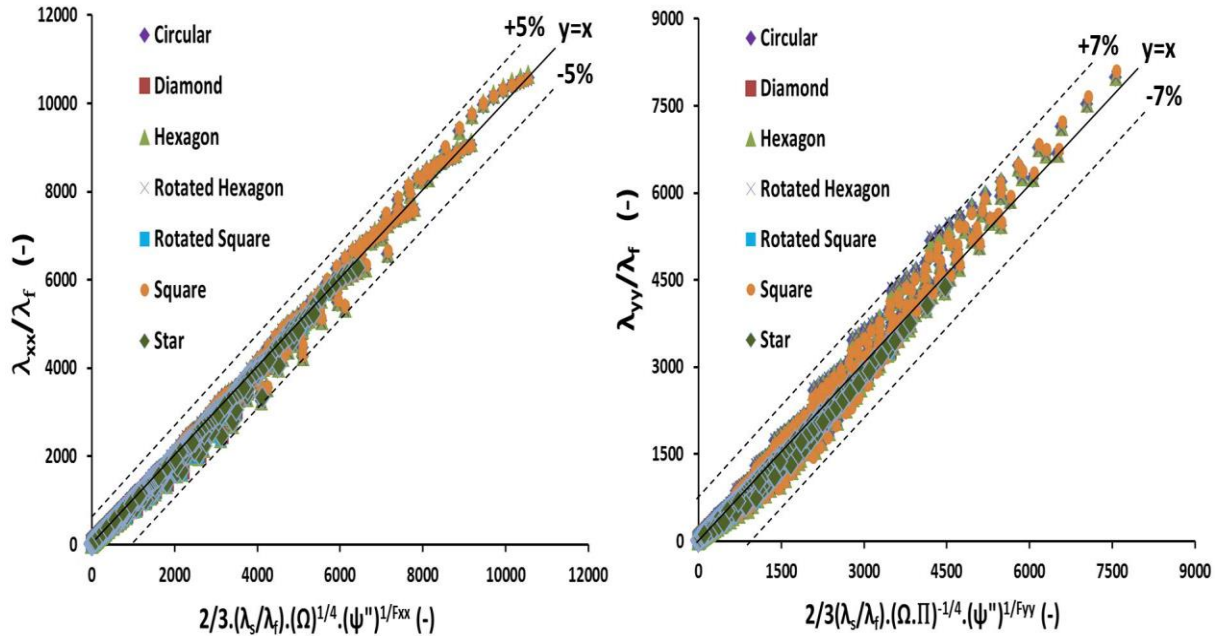 12000
10000
8000
6000
4000
2000
0
0 2000 4000 6000 8000 10000 12000
λxx/λf (-)
2/3.(λs/λf).(Ω)^1/4.(ψ")^1/Fxx (-)
Circular
Diamond
Hexagon
Rotated Hexagon
Rotated Square
Square
Star
+5%
y=x
-5%
9000
7500
6000
4500
3000
1500
0
0 1500 3000 4500 6000 7500 9000
λyy/λf (-)
2/3(λs/λf).(Ω.Π)^-1/4.(ψ")^1/Fyy (-)
Circular
Diamond
Hexagon
Rotated Hexagon
Rotated Square
Square
Star
+7%
y=x
-7%